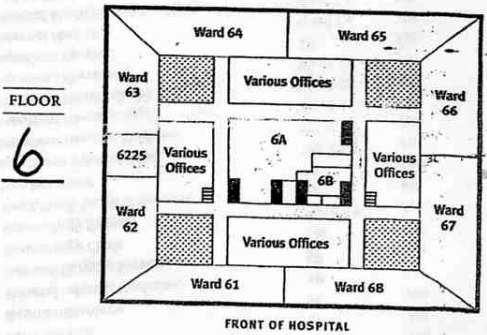 Ward 64
Ward 65
Ward
63
Various Offices
Ward
66
FLOOR
6
6A
6225
Various
Offices
6B
Various
Offices
Ward
62
Various Offices
Ward
67
Ward 61
Ward 68
FRONT OF HOSPITAL